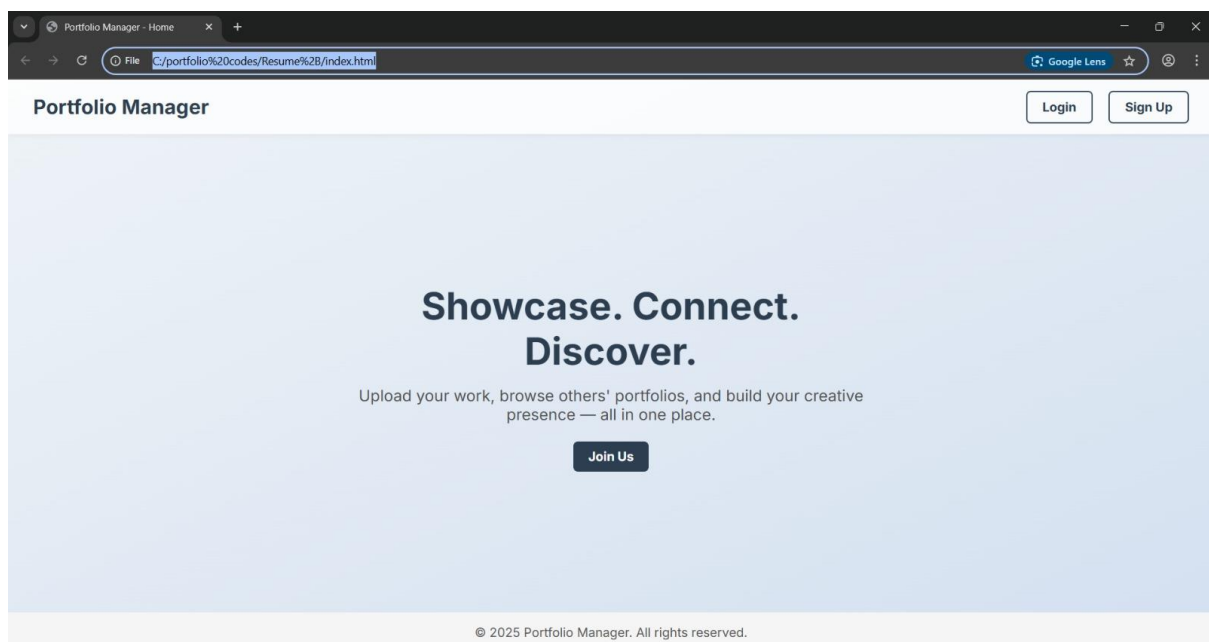 Portfolio Manager - Home
File C:/portfolio%20codes/Resume%2B/index.html Google Lens
Portfolio Manager Login Sign Up
Showcase. Connect.
Discover.
Upload your work, browse others' portfolios, and build your creative
presence — all in one place.
Join Us
© 2025 Portfolio Manager. All rights reserved.